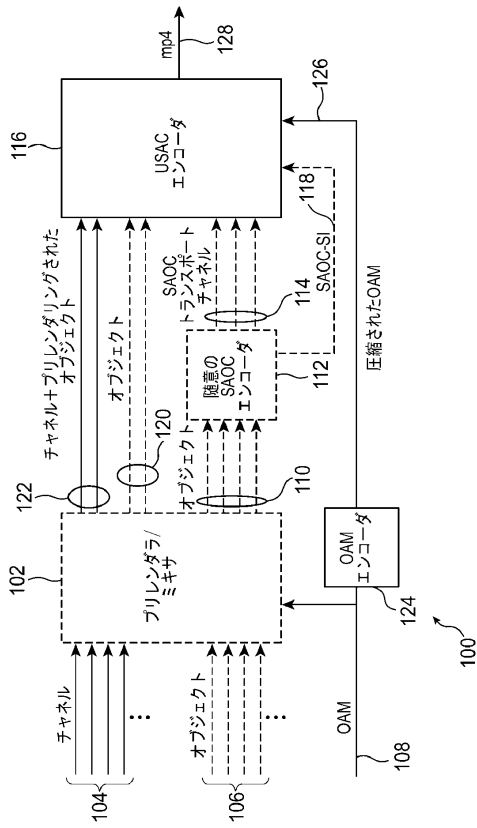 チャネル
104
オブジェクト
106
OAM
108
102
プリレンダラ/
ミキサ
122
チャネル+プリレンダリングされた
オブジェクト
120
オブジェクト
オブジェクト
110
随意の
SAOC
エンコーダ
112
SAOC
トランスポート
チャネル
114
SAOC-SI
118
OAM
エンコーダ
124
圧縮されたOAM
126
116
USAC
エンコーダ
mp4
128
100